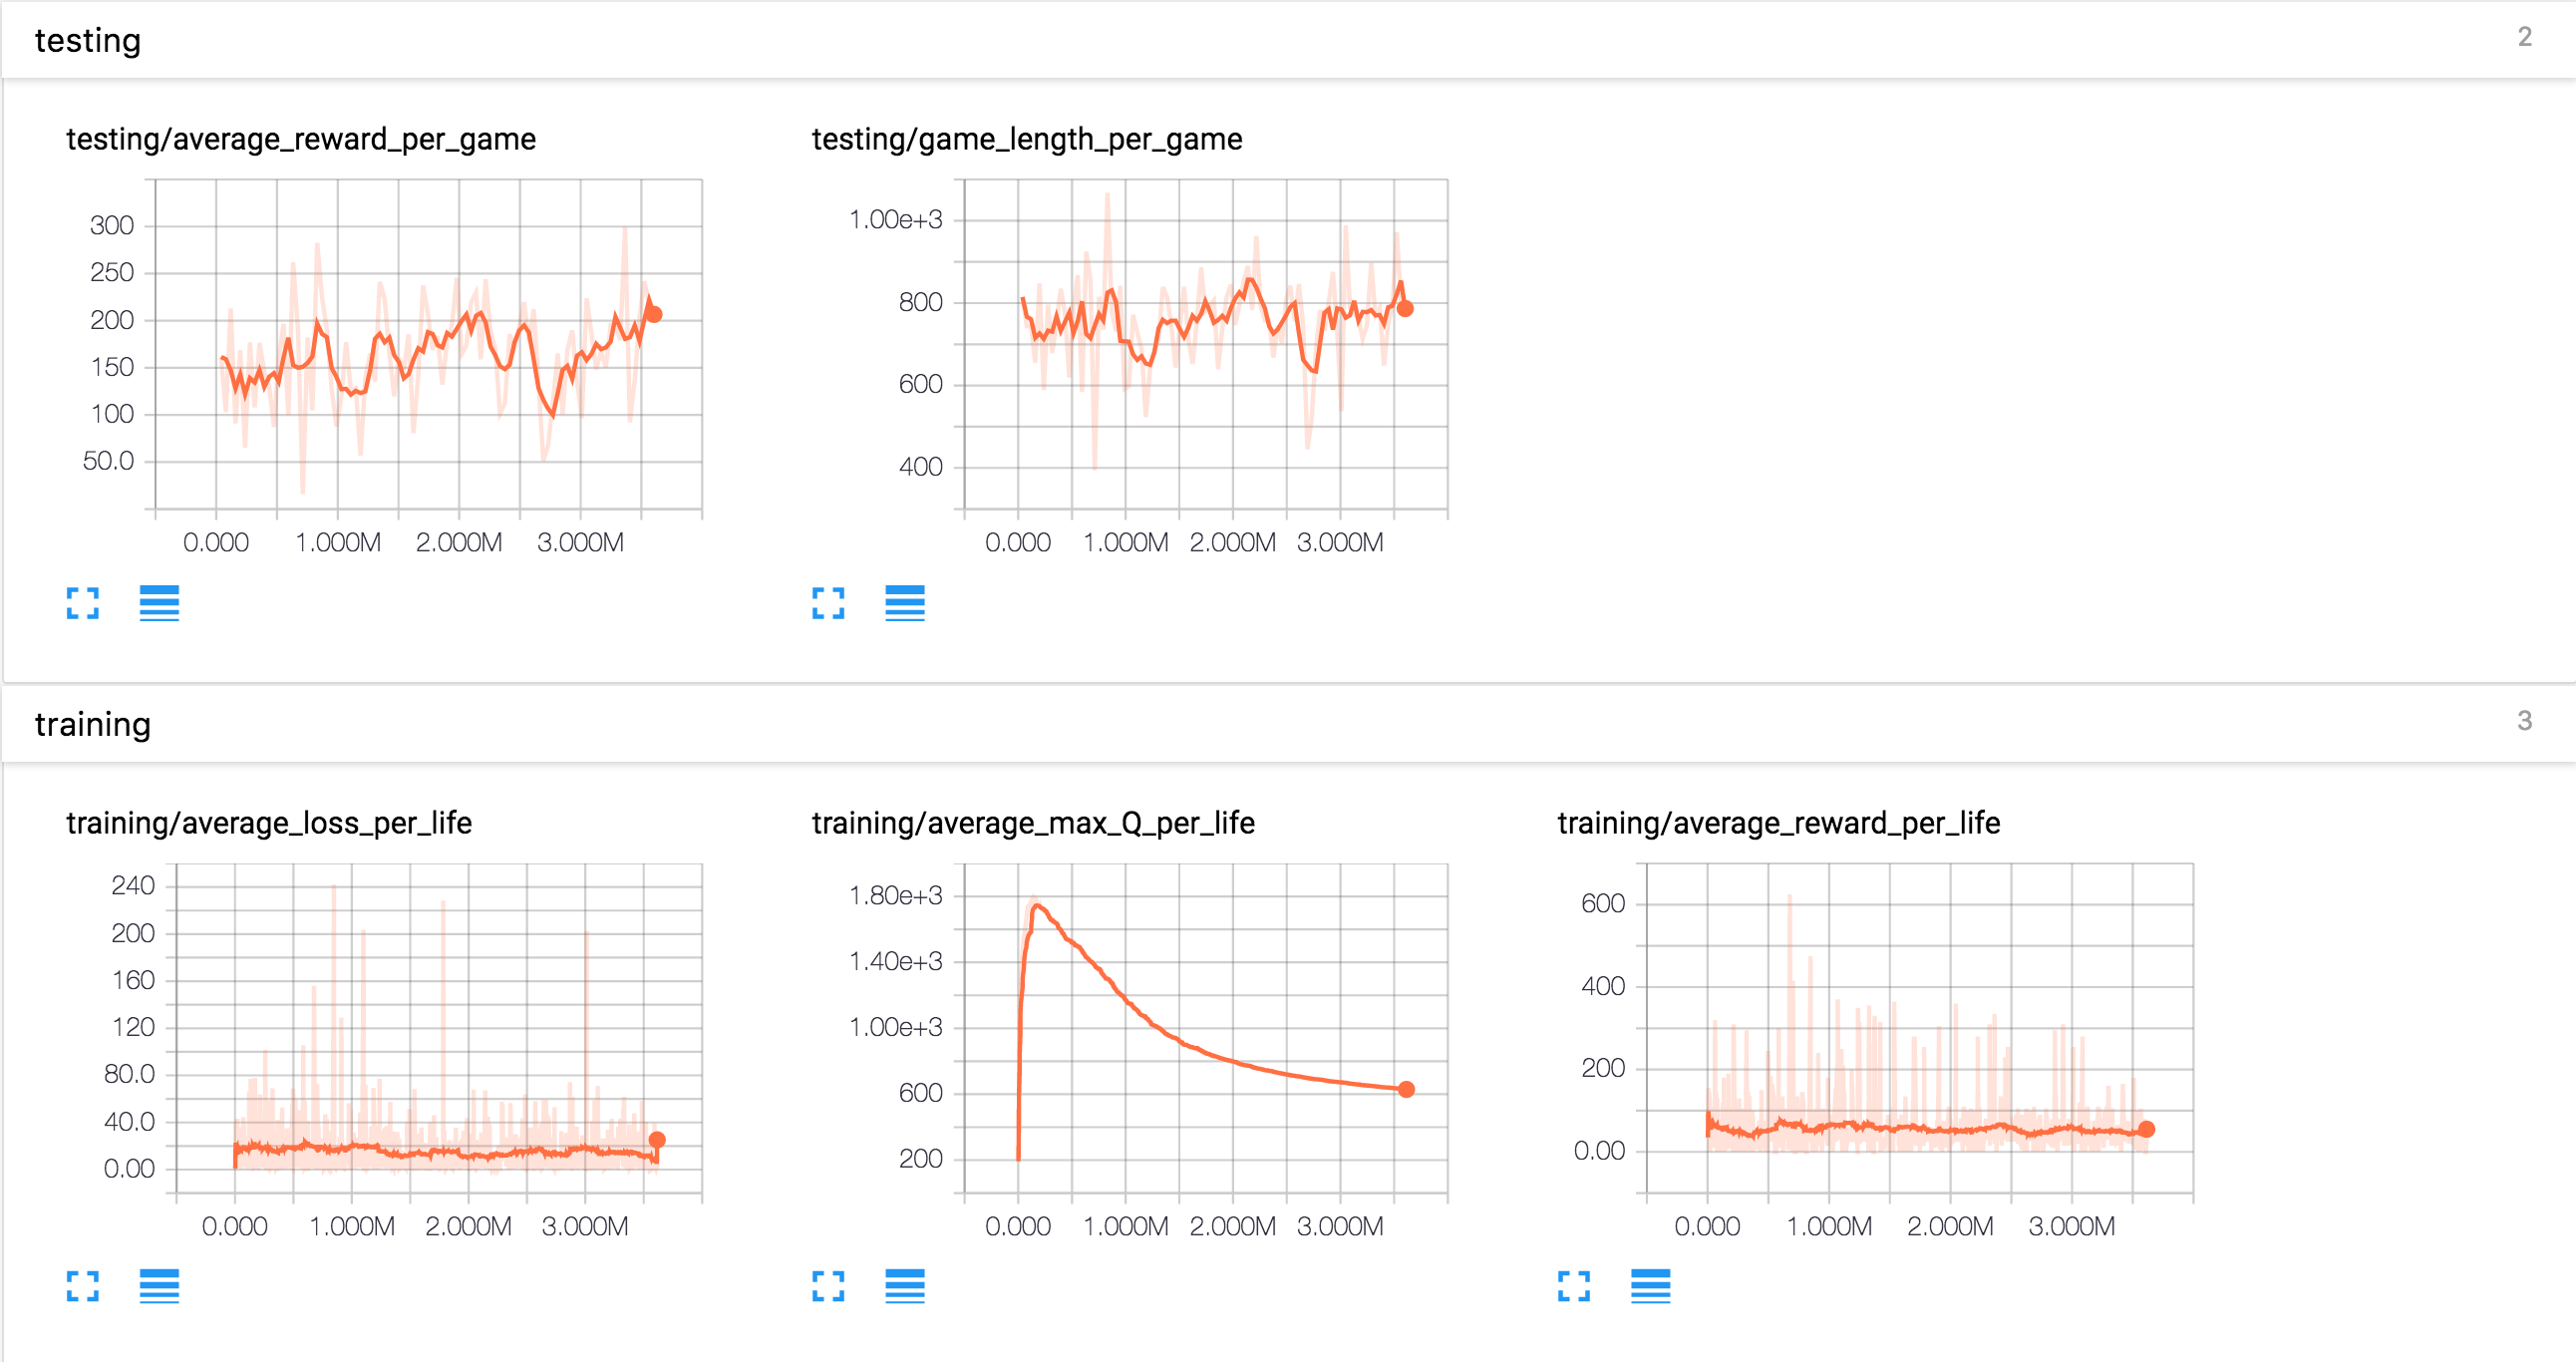 testing
2
testing/average_reward_per_game
300
250
200
150
100
50.0
0.000 1.000M 2.000M 3.000M
testing/game_length_per_game
1.00e+3
800
600
400
0.000 1.000M 2.000M 3.000M
training
3
training/average_loss_per_life
240
200
160
120
80.0
40.0
0.00
0.000 1.000M 2.000M 3.000M
training/average_max_Q_per_life
1.80e+3
1.40e+3
1.00e+3
600
200
0.000 1.000M 2.000M 3.000M
training/average_reward_per_life
600
400
200
0.00
0.000 1.000M 2.000M 3.000M